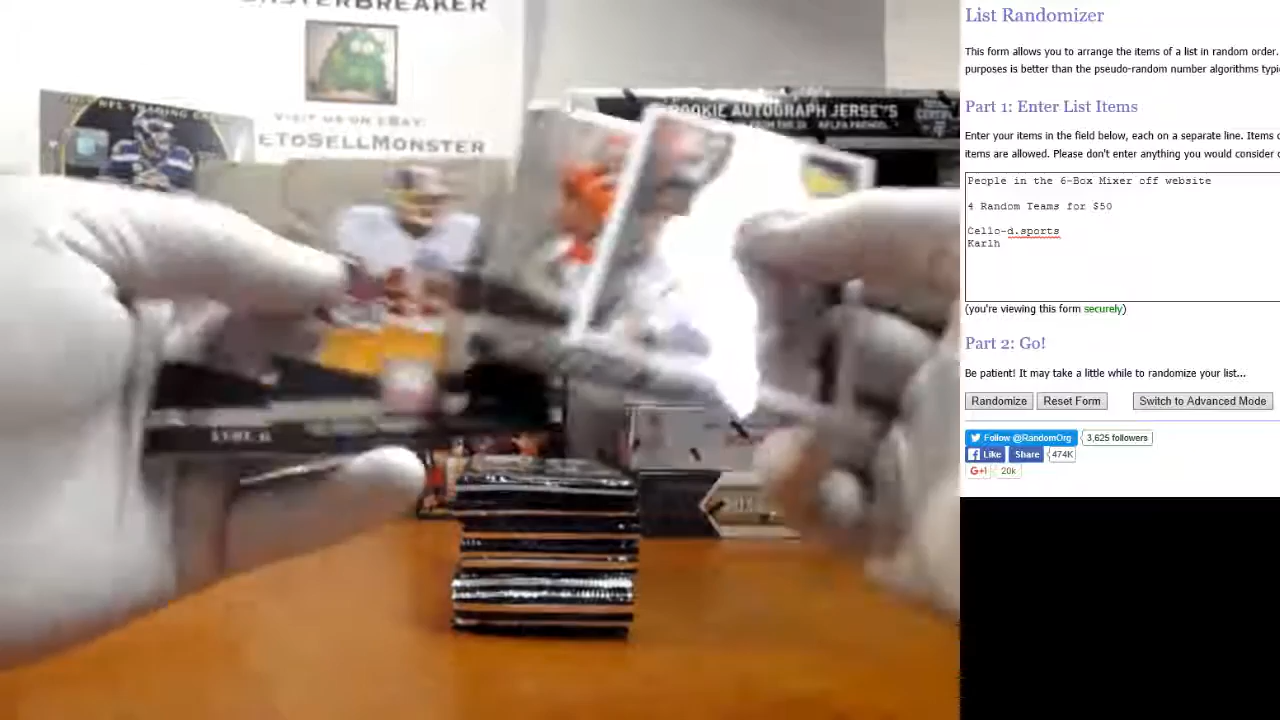 VISIT US ON EBAY:
ETOSELLMONSTER
ROOKIE AUTOGRAPH JERSEYS
List Randomizer
This form allows you to arrange the items of a list in random order.
purposes is better than the pseudo-random number algorithms typic
Part 1: Enter List Items
Enter your items in the field below, each on a separate line. Items c
items are allowed. Please don't enter anything you would consider c
People in the 6-Box Mixer off website
4 Random Teams for $50
Cello-d.sports
Karlh
(you're viewing this form securely)
Part 2: Go!
Be patient! It may take a little while to randomize your list...
Randomize Reset Form Switch to Advanced Mode
Follow @RandomOrg 3,625 followers
Like Share 474K
G+1 20k